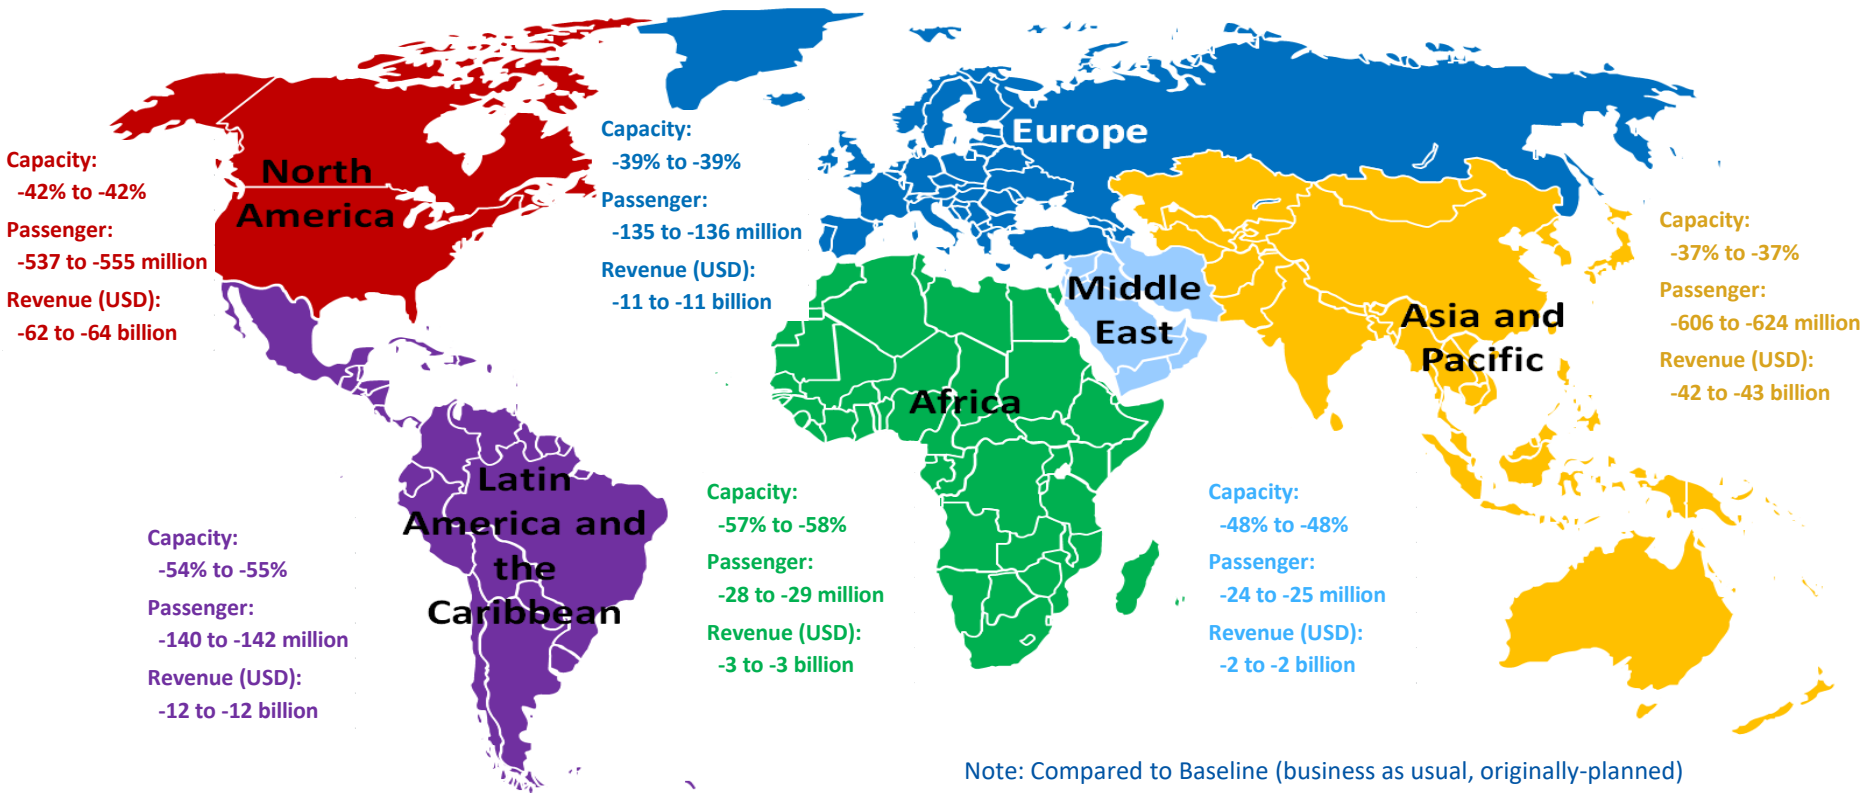 North
America
Capacity:
-42% to -42%
Passenger:
-537 to -555 million
Revenue (USD):
-62 to -64 billion
Europe
Capacity:
-39% to -39%
Passenger:
-135 to -136 million
Revenue (USD):
-11 to -11 billion
Middle
East
Asia and
Pacific
Capacity:
-37% to -37%
Passenger:
-606 to -624 million
Revenue (USD):
-42 to -43 billion
Latin
America and
the
Caribbean
Capacity:
-54% to -55%
Passenger:
-140 to -142 million
Revenue (USD):
-12 to -12 billion
Africa
Capacity:
-57% to -58%
Passenger:
-28 to -29 million
Revenue (USD):
-3 to -3 billion
Capacity:
-48% to -48%
Passenger:
-24 to -25 million
Revenue (USD):
-2 to -2 billion
Note: Compared to Baseline (business as usual, originally-planned)